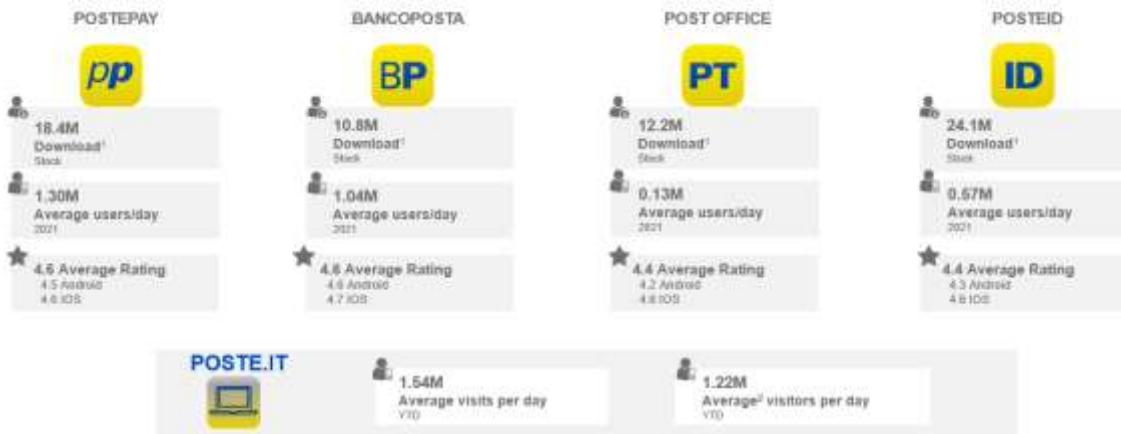 POSTEPAY
pp
18.4M
Download¹
Stock
1.30M
Average users/day
2021
4.6 Average Rating
4.5 Android
4.6 IOS
BANCOPOSTA
BP
10.8M
Download¹
Stock
1.04M
Average users/day
2021
4.6 Average Rating
4.6 Android
4.7 IOS
POST OFFICE
PT
12.2M
Download¹
Stock
0.13M
Average users/day
2021
4.4 Average Rating
4.2 Android
4.6 IOS
POSTEID
ID
24.1M
Download¹
Stock
0.57M
Average users/day
2021
4.4 Average Rating
4.3 Android
4.6 IOS
POSTE.IT
1.54M
Average visits per day
YTD
1.22M
Average² visitors per day
YTD